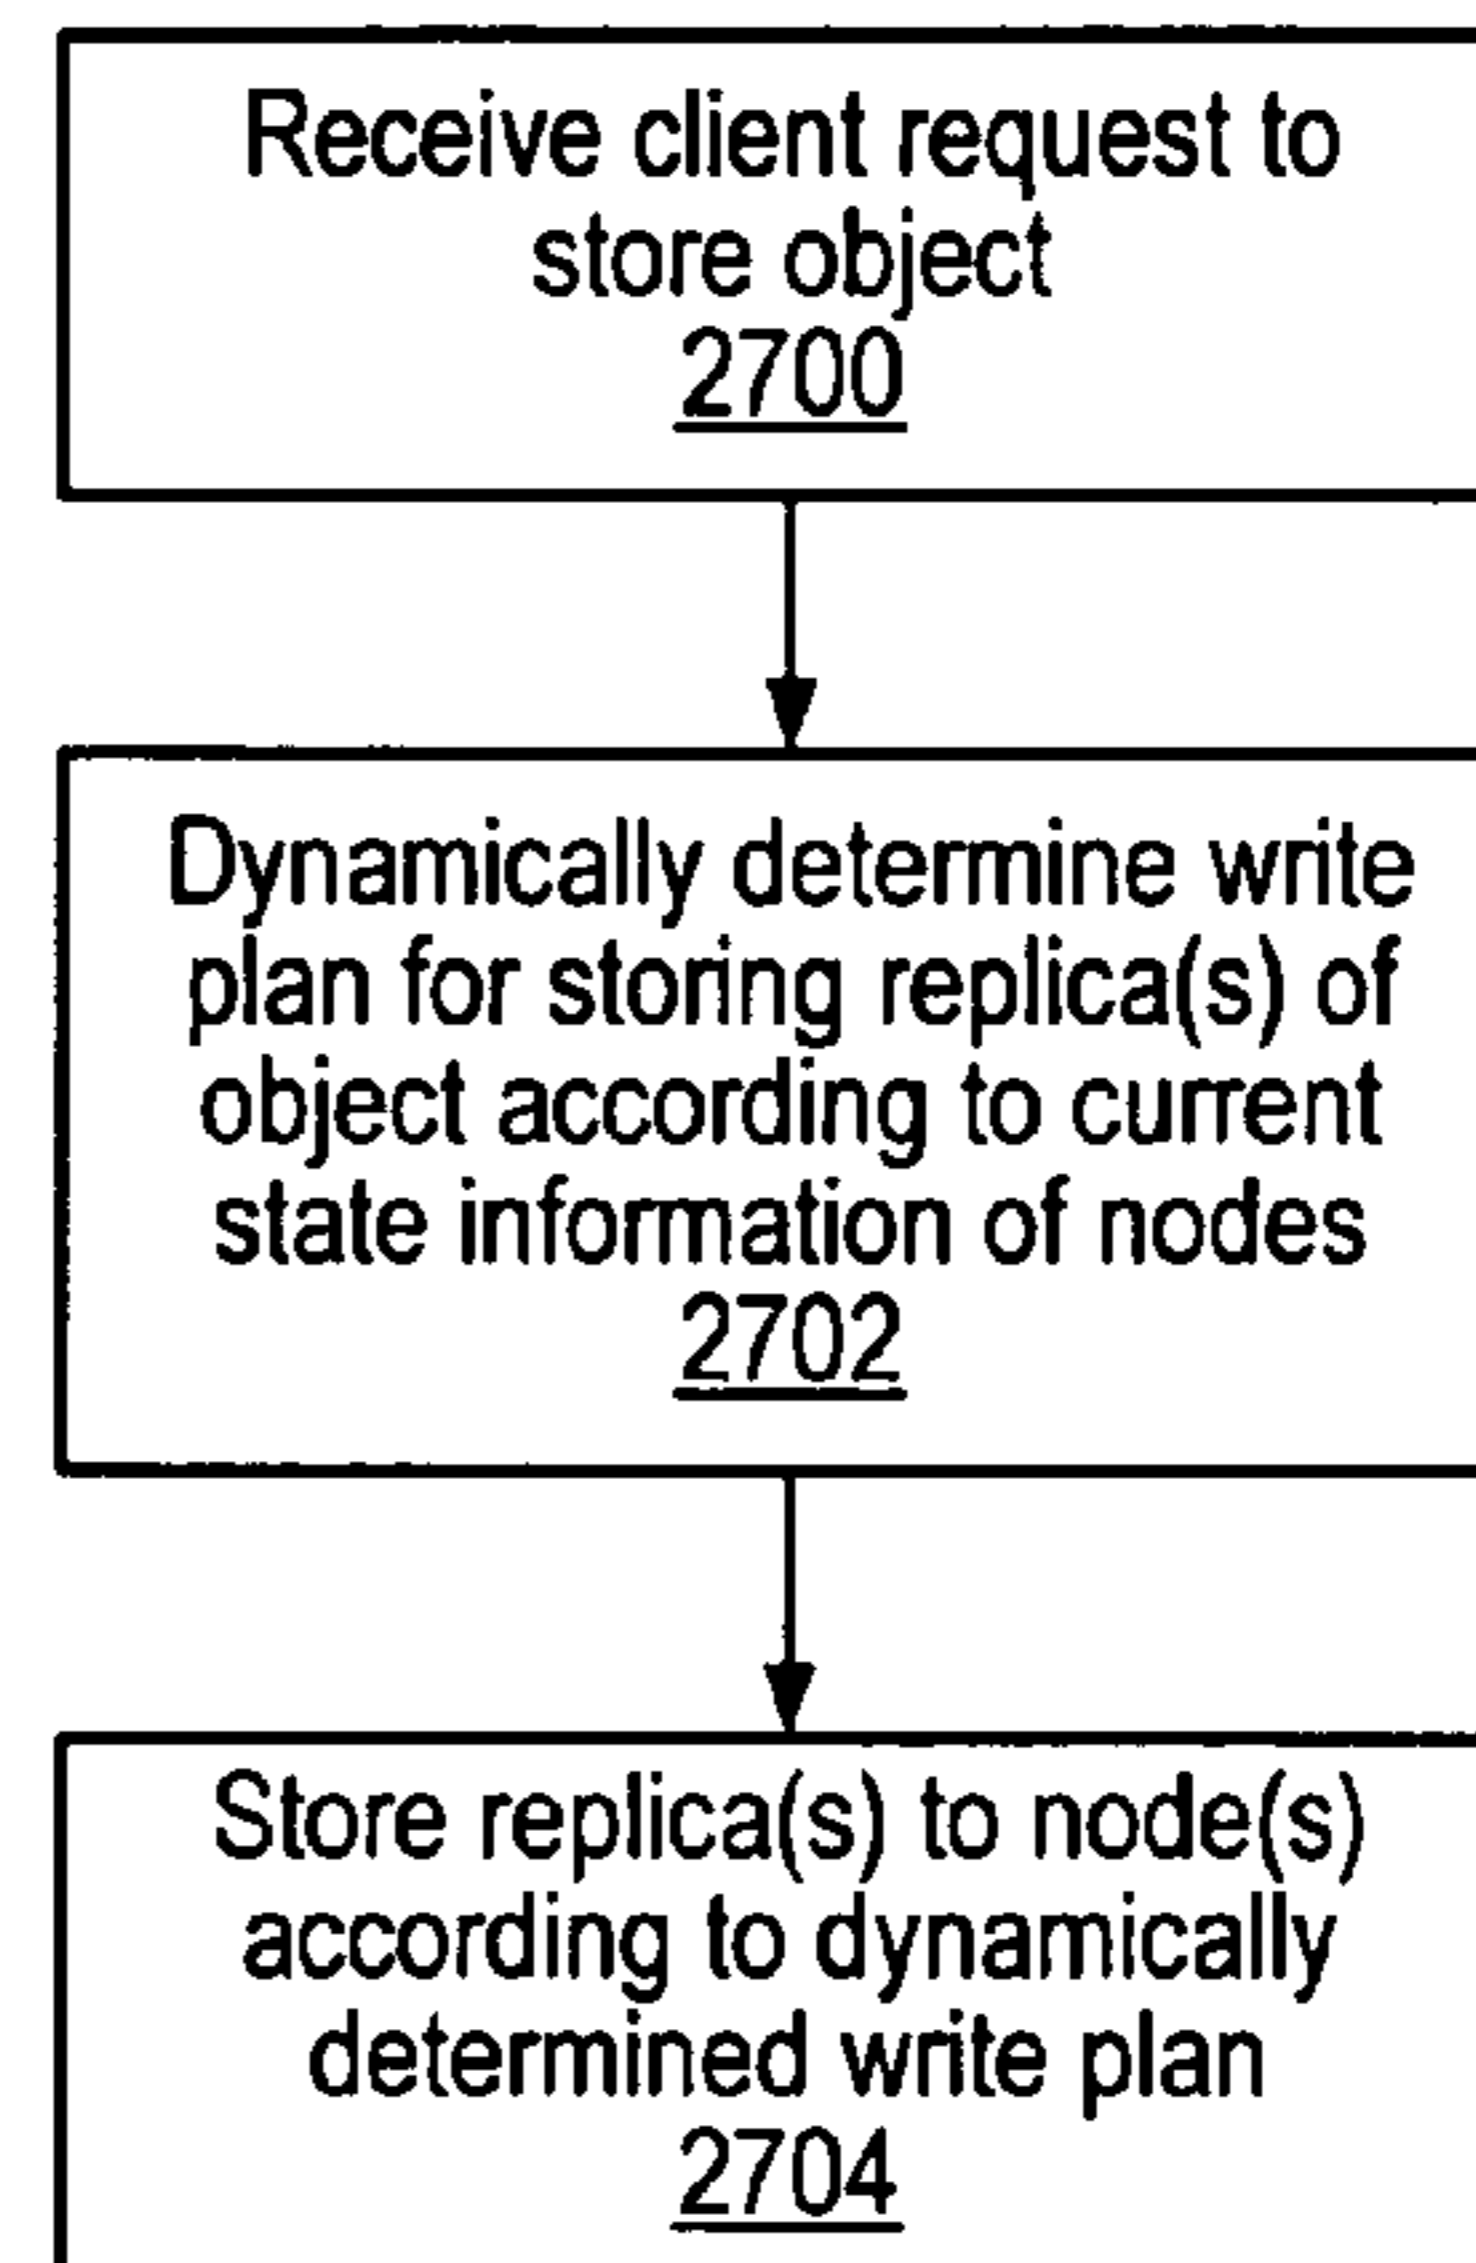 Receive client request to
store object
2700
Dynamically determine write
plan for storing replica(s) of
object according to current
state information of nodes
2702
Store replica(s) to node(s)
according to dynamically
determined write plan
2704